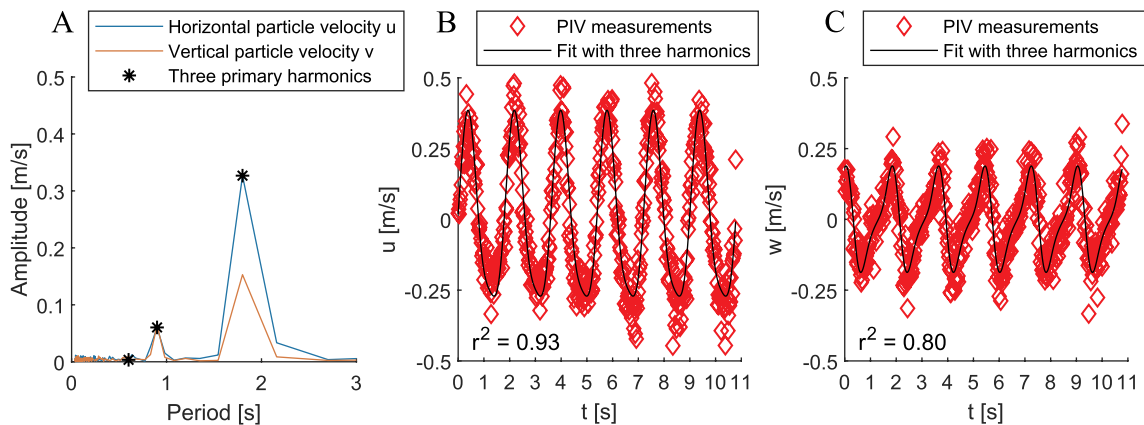 A
Horizontal particle velocity u
Vertical particle velocity v
Three primary harmonics
0.5
0.4
0.3
0.2
0.1
0
Amplitude [m/s]
0 1 2 3
Period [s]
B
PIV measurements
Fit with three harmonics
0.5
0.25
0
-0.25
-0.5
u [m/s]
r² = 0.93
0 1 2 3 4 5 6 7 8 9 10 11
t [s]
C
PIV measurements
Fit with three harmonics
0.5
0.25
0
-0.25
-0.5
w [m/s]
r² = 0.80
0 1 2 3 4 5 6 7 8 9 10 11
t [s]